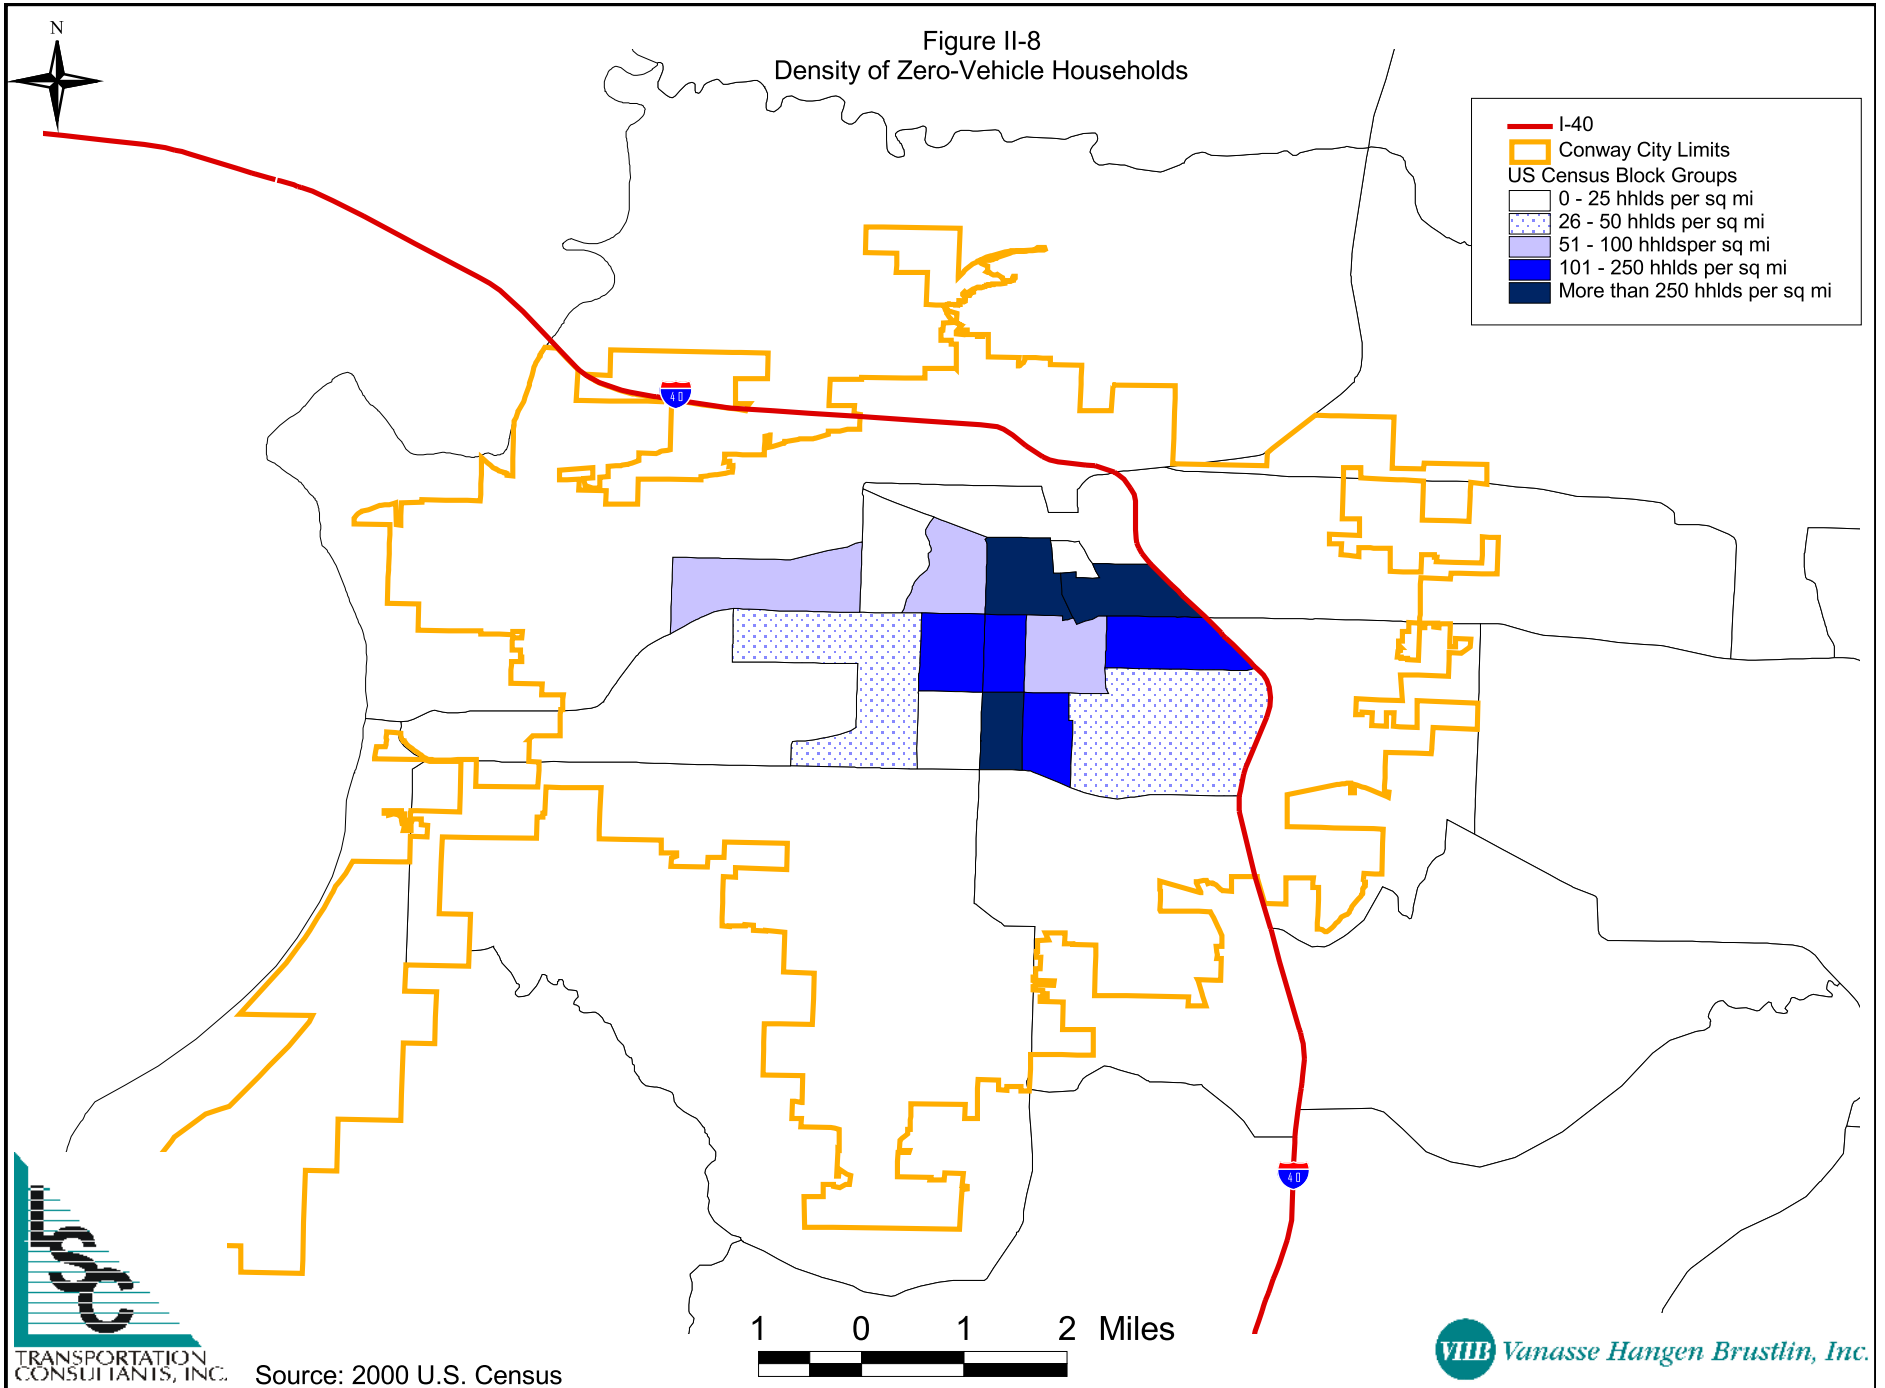 N
Figure II-8
Density of Zero-Vehicle Households
I-40
Conway City Limits
US Census Block Groups
0 - 25 hhlds per sq mi
26 - 50 hhlds per sq mi
51 - 100 hhldsper sq mi
101 - 250 hhlds per sq mi
More than 250 hhlds per sq mi
40
40
LSC
TRANSPORTATION
CONSULTANTS, INC.
Source: 2000 U.S. Census
1 0 1 2 Miles
VHB Vanasse Hangen Brustlin, Inc.